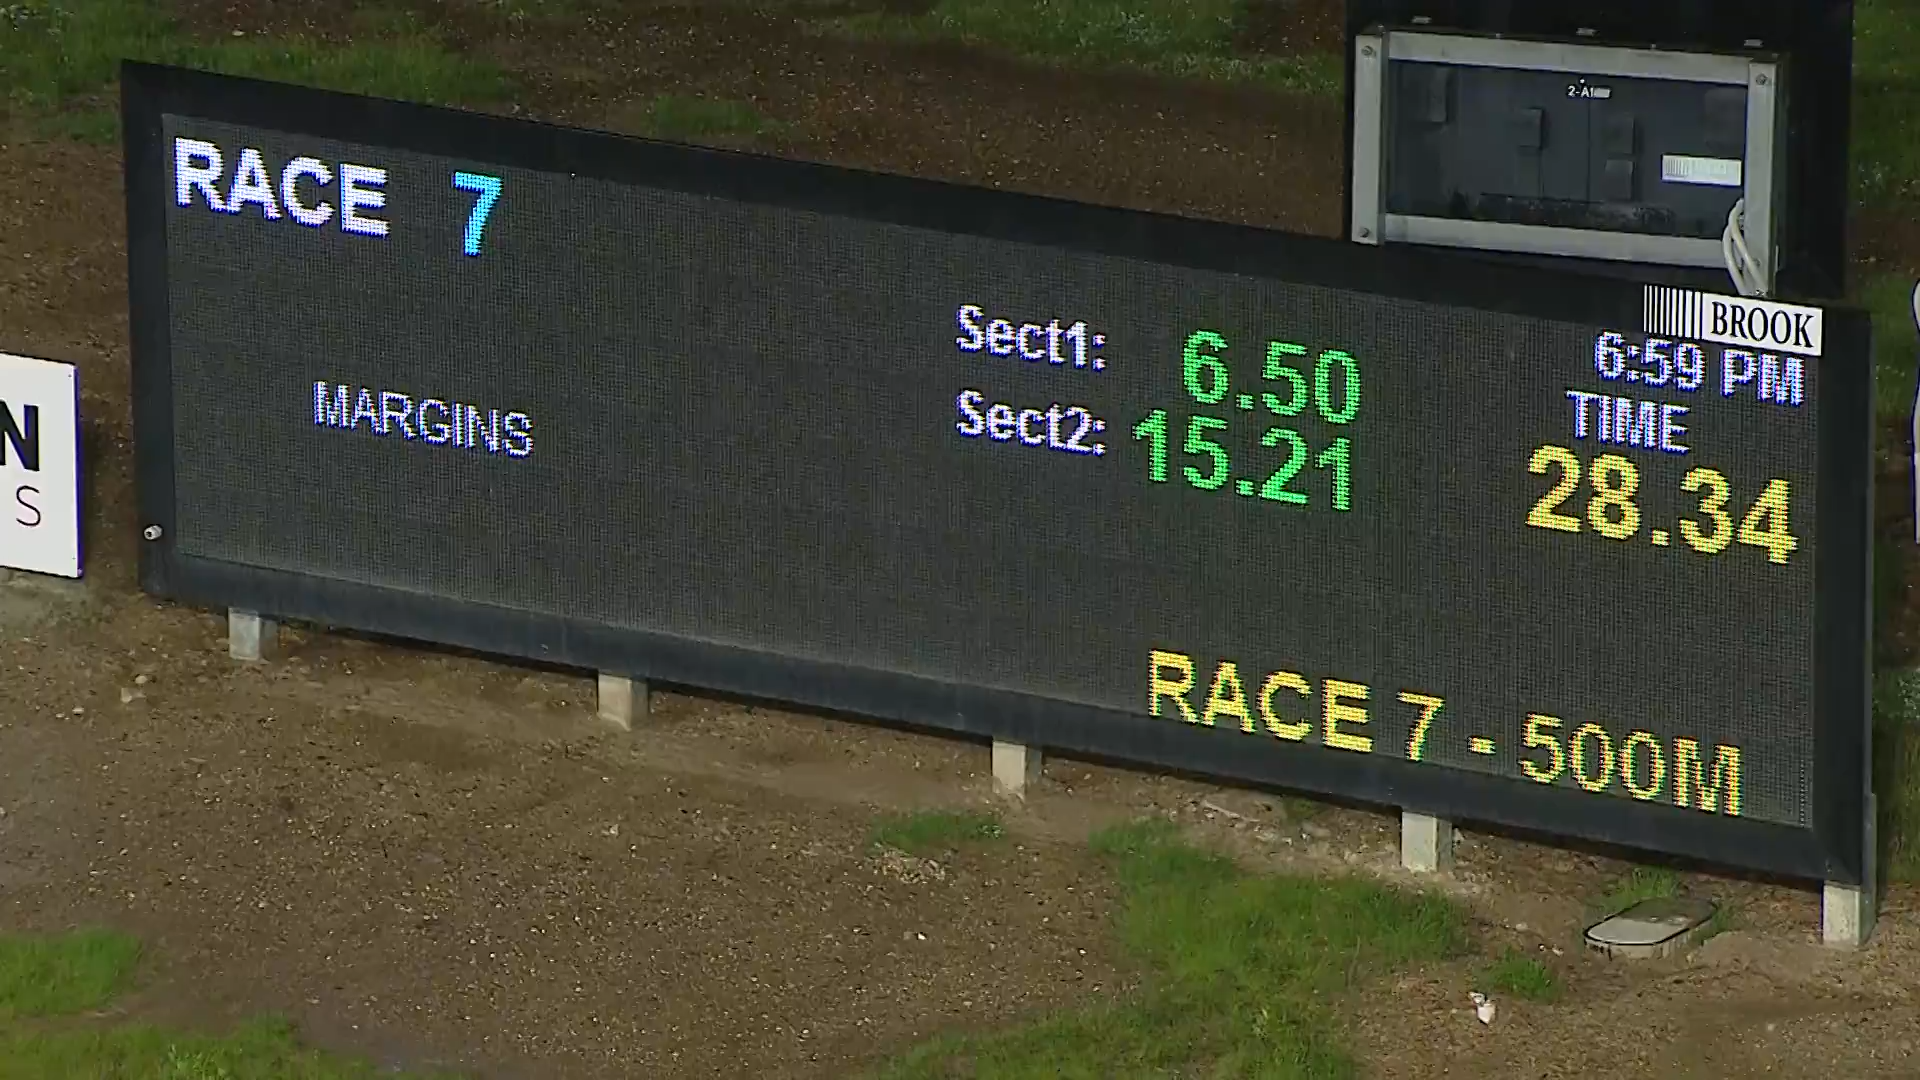 2-A
BROOK
RACE 7
6:59 PM
Sect1: 6.50
TIME
MARGINS
Sect2: 15.21
28.34
N
S
RACE 7 - 500M